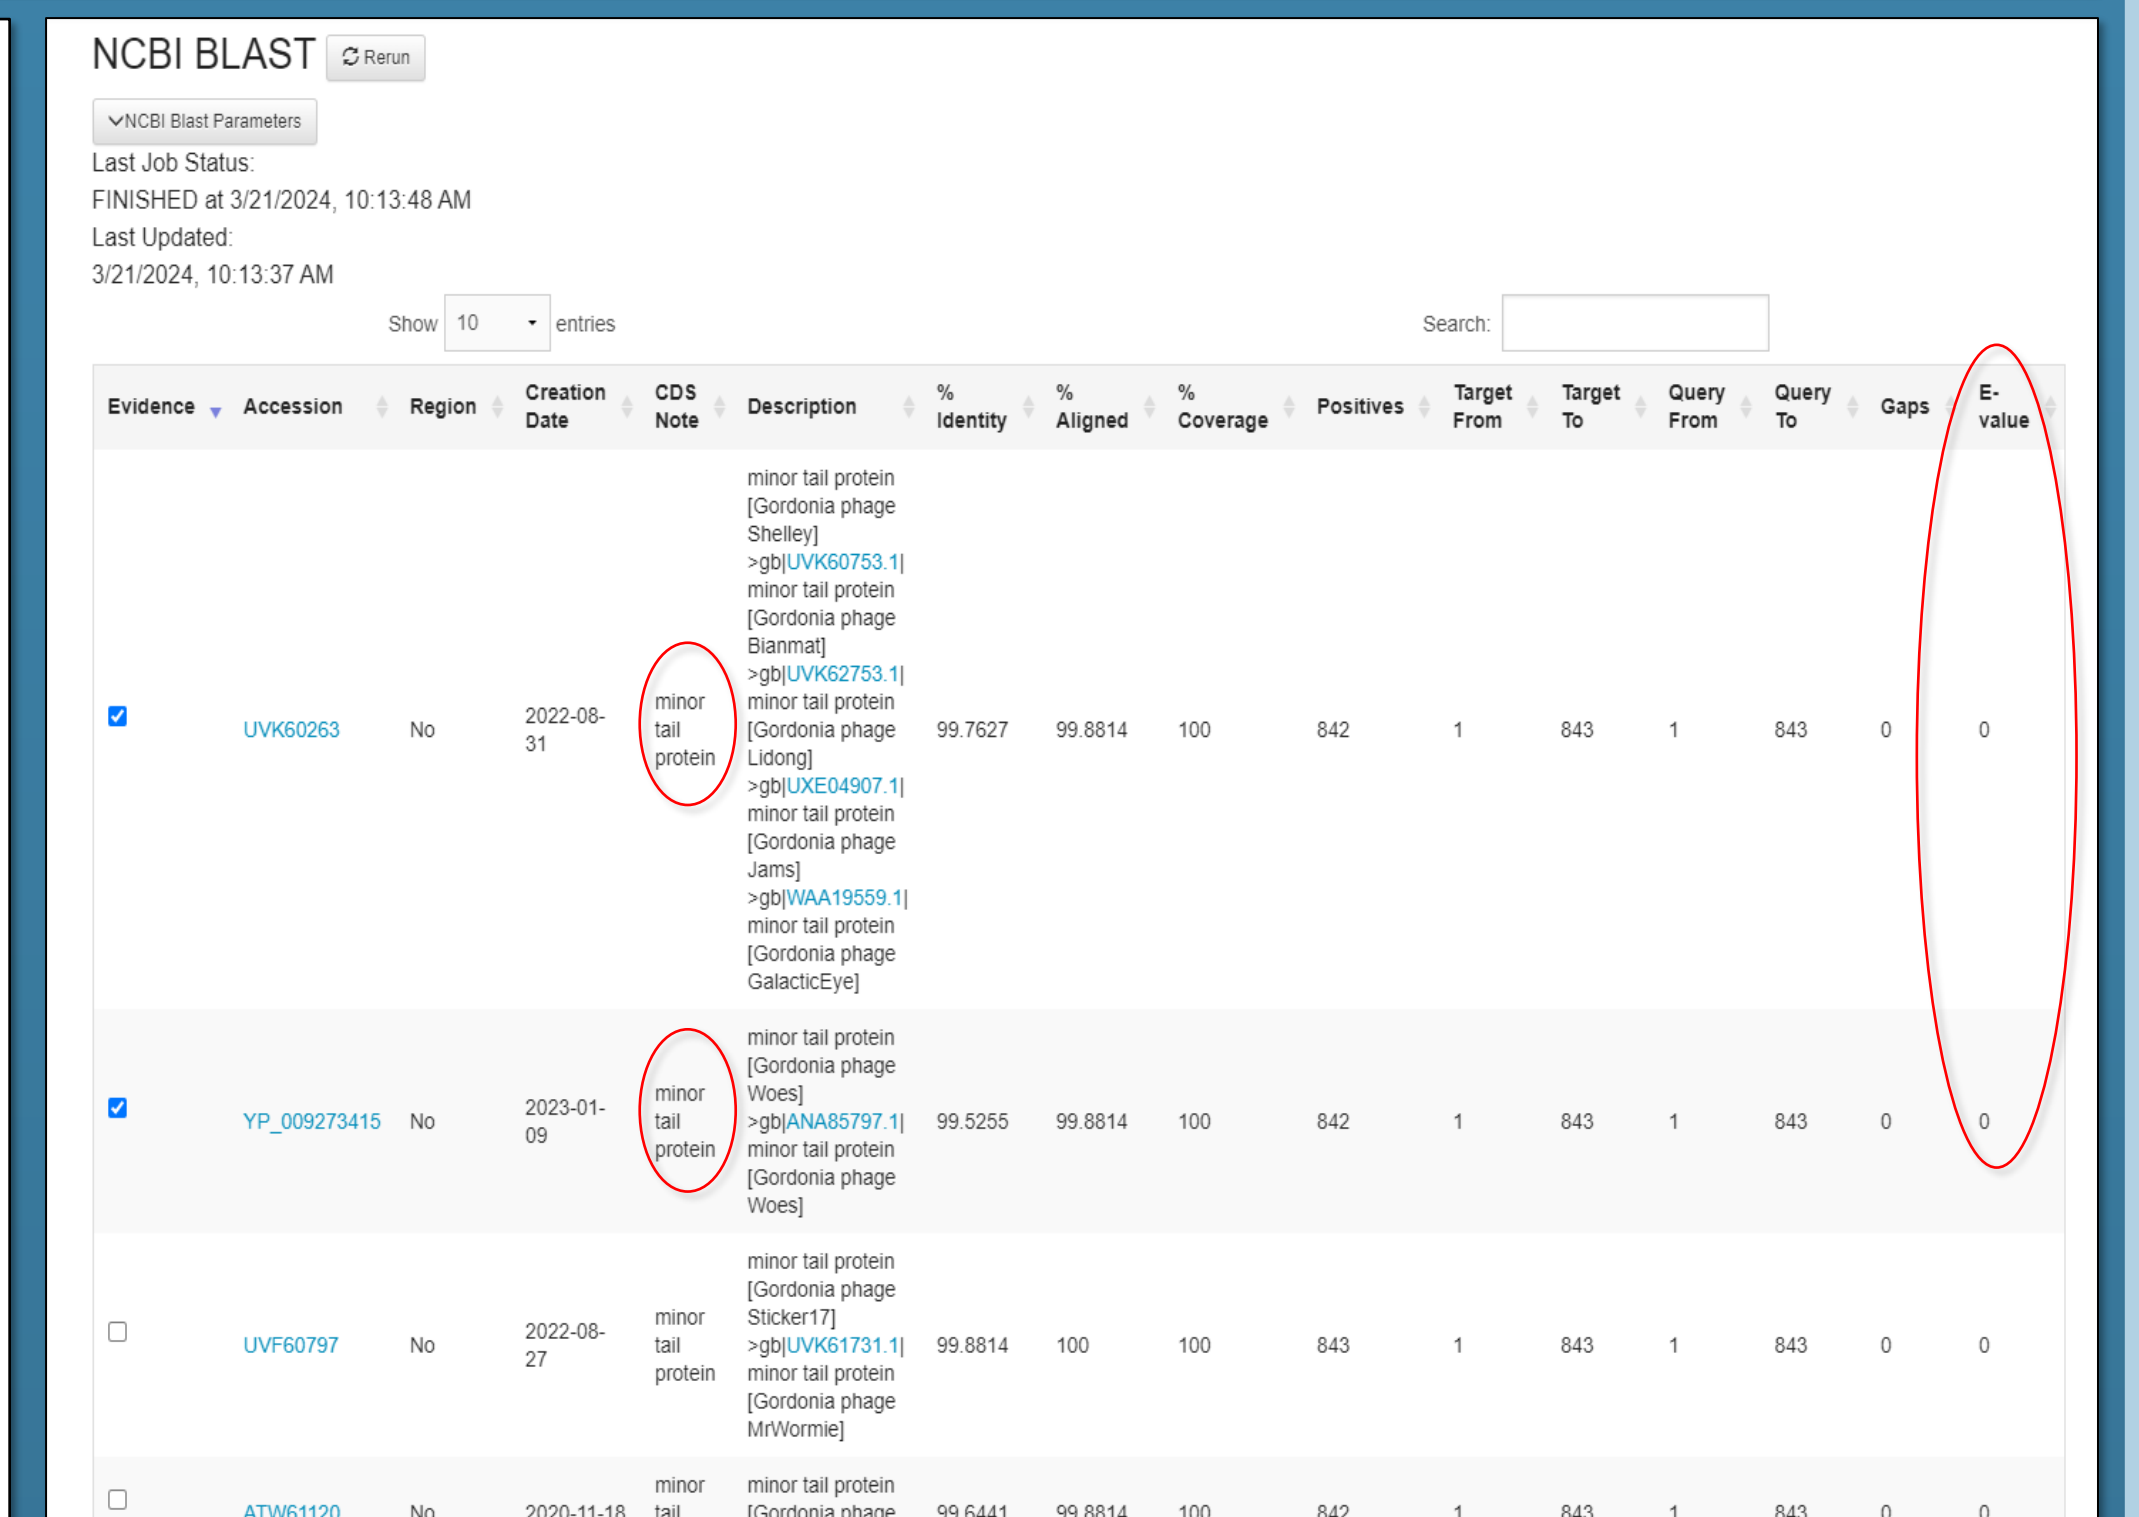 NCBI BLAST
Rerun
NCBI Blast Parameters
Last Job Status:
FINISHED at 3/21/2024, 10:13:48 AM
Last Updated:
3/21/2024, 10:13:37 AM
Show 10 entries Search:
Evidence Accession Region Creation Date CDS Note Description % Identity % Aligned % Coverage Positives Target From Target To Query From Query To Gaps E-value
minor tail protein
[Gordonia phage
Shelley]
>gb|UVK60753.1|
minor tail protein
[Gordonia phage
Bianmat]
>gb|UVK62753.1|
minor tail protein
[Gordonia phage
Lidong]
>gb|UXE04907.1|
minor tail protein
[Gordonia phage
Jams]
>gb|WAA19559.1|
minor tail protein
[Gordonia phage
GalacticEye]
UVK60263 No 2022-08-31 minor tail protein 99.7627 99.8814 100 842 1 843 1 843 0 0
minor tail protein
[Gordonia phage
Woes]
>gb|ANA85797.1|
minor tail protein
[Gordonia phage
Woes]
YP_009273415 No 2023-01-09 minor tail protein 99.5255 99.8814 100 842 1 843 1 843 0 0
minor tail protein
[Gordonia phage
Sticker17]
>gb|UVK61731.1|
minor tail protein
[Gordonia phage
MrWormie]
UVF60797 No 2022-08-27 minor tail protein 99.8814 100 100 843 1 843 1 843 0 0
minor tail protein
ATW61120 No 2020-11-18 minor tail [Gordonia phage 99.6441 99.8814 100 842 1 843 1 843 0 0